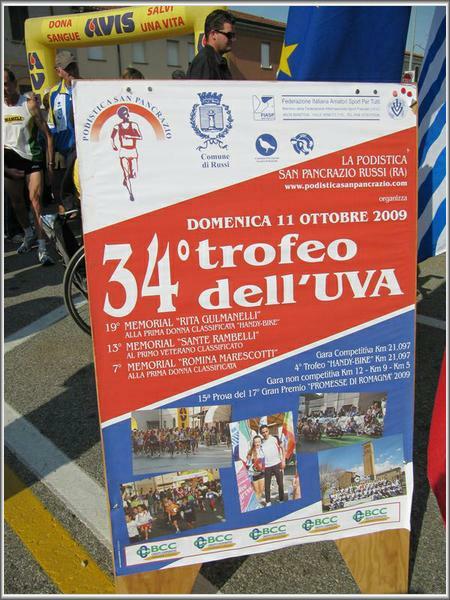 DONA SANGUE
AVIS
SALVI UNA VITA
PODISTICA SAN PANCRAZIO
Comune
di Russi
FIASP
Federazione Italiana Amatori Sport Per Tutti
LA PODISTICA
SAN PANCRAZIO RUSSI (RA)
www.podisticasanpancrazio.com
organizza
DOMENICA 11 OTTOBRE 2009
34° trofeo
dell'UVA
19° MEMORIAL "RITA GULMANELLI"
ALLA PRIMA DONNA CLASSIFICATA "HANDY-BIKE"
13° MEMORIAL "SANTE RAMBELLI"
AL PRIMO VETERANO CLASSIFICATO
7° MEMORIAL "ROMINA MARESCOTTI"
ALLA PRIMA DONNA CLASSIFICATA
Gara Competitiva Km 21,097
4° Trofeo "HANDY-BIKE" Km 21,097
Gara non competitiva Km 12 - Km 9 - Km 5
15ª Prova del 17° Gran Premio "PROMESSE DI ROMAGNA" 2009
BCC BCC BCC BCC BCC